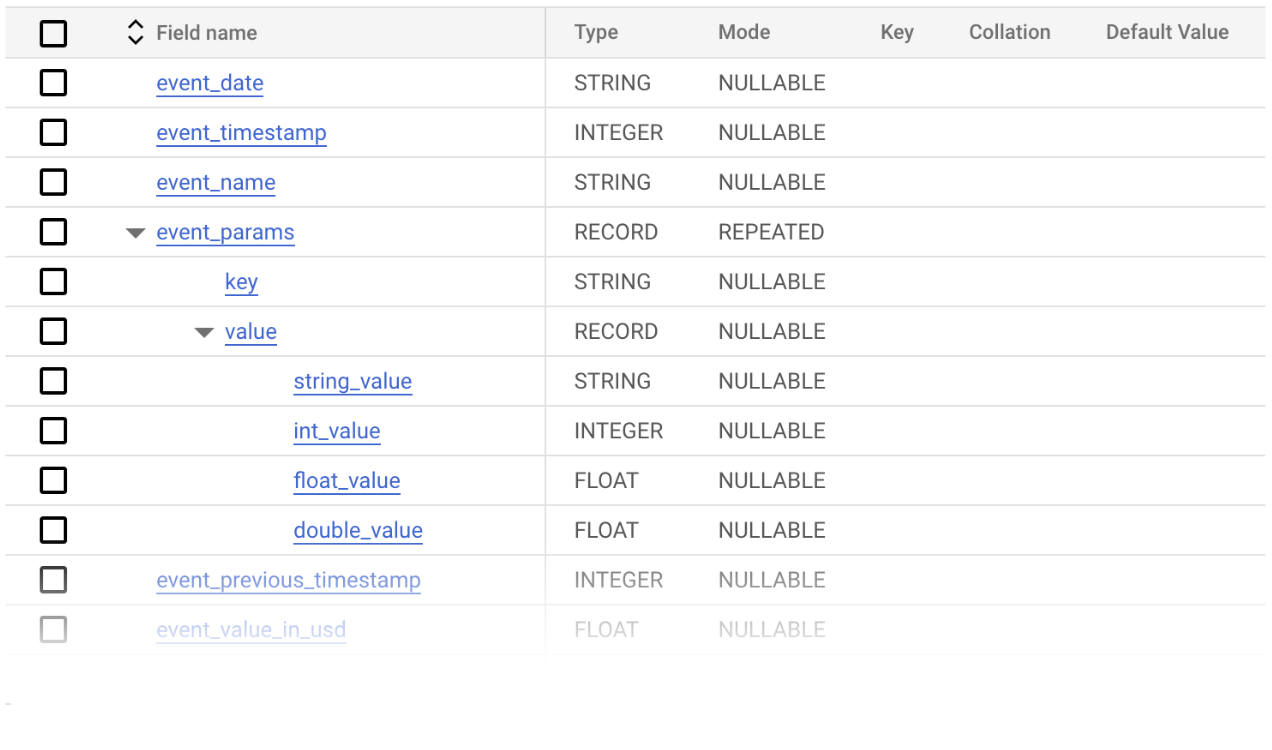 Field name Type Mode Key Collation Default Value
event_date STRING NULLABLE
event_timestamp INTEGER NULLABLE
event_name STRING NULLABLE
event_params RECORD REPEATED
key STRING NULLABLE
value RECORD NULLABLE
string_value STRING NULLABLE
int_value INTEGER NULLABLE
float_value FLOAT NULLABLE
double_value FLOAT NULLABLE
event_previous_timestamp INTEGER NULLABLE
event_value_in_usd FLOAT NULLABLE